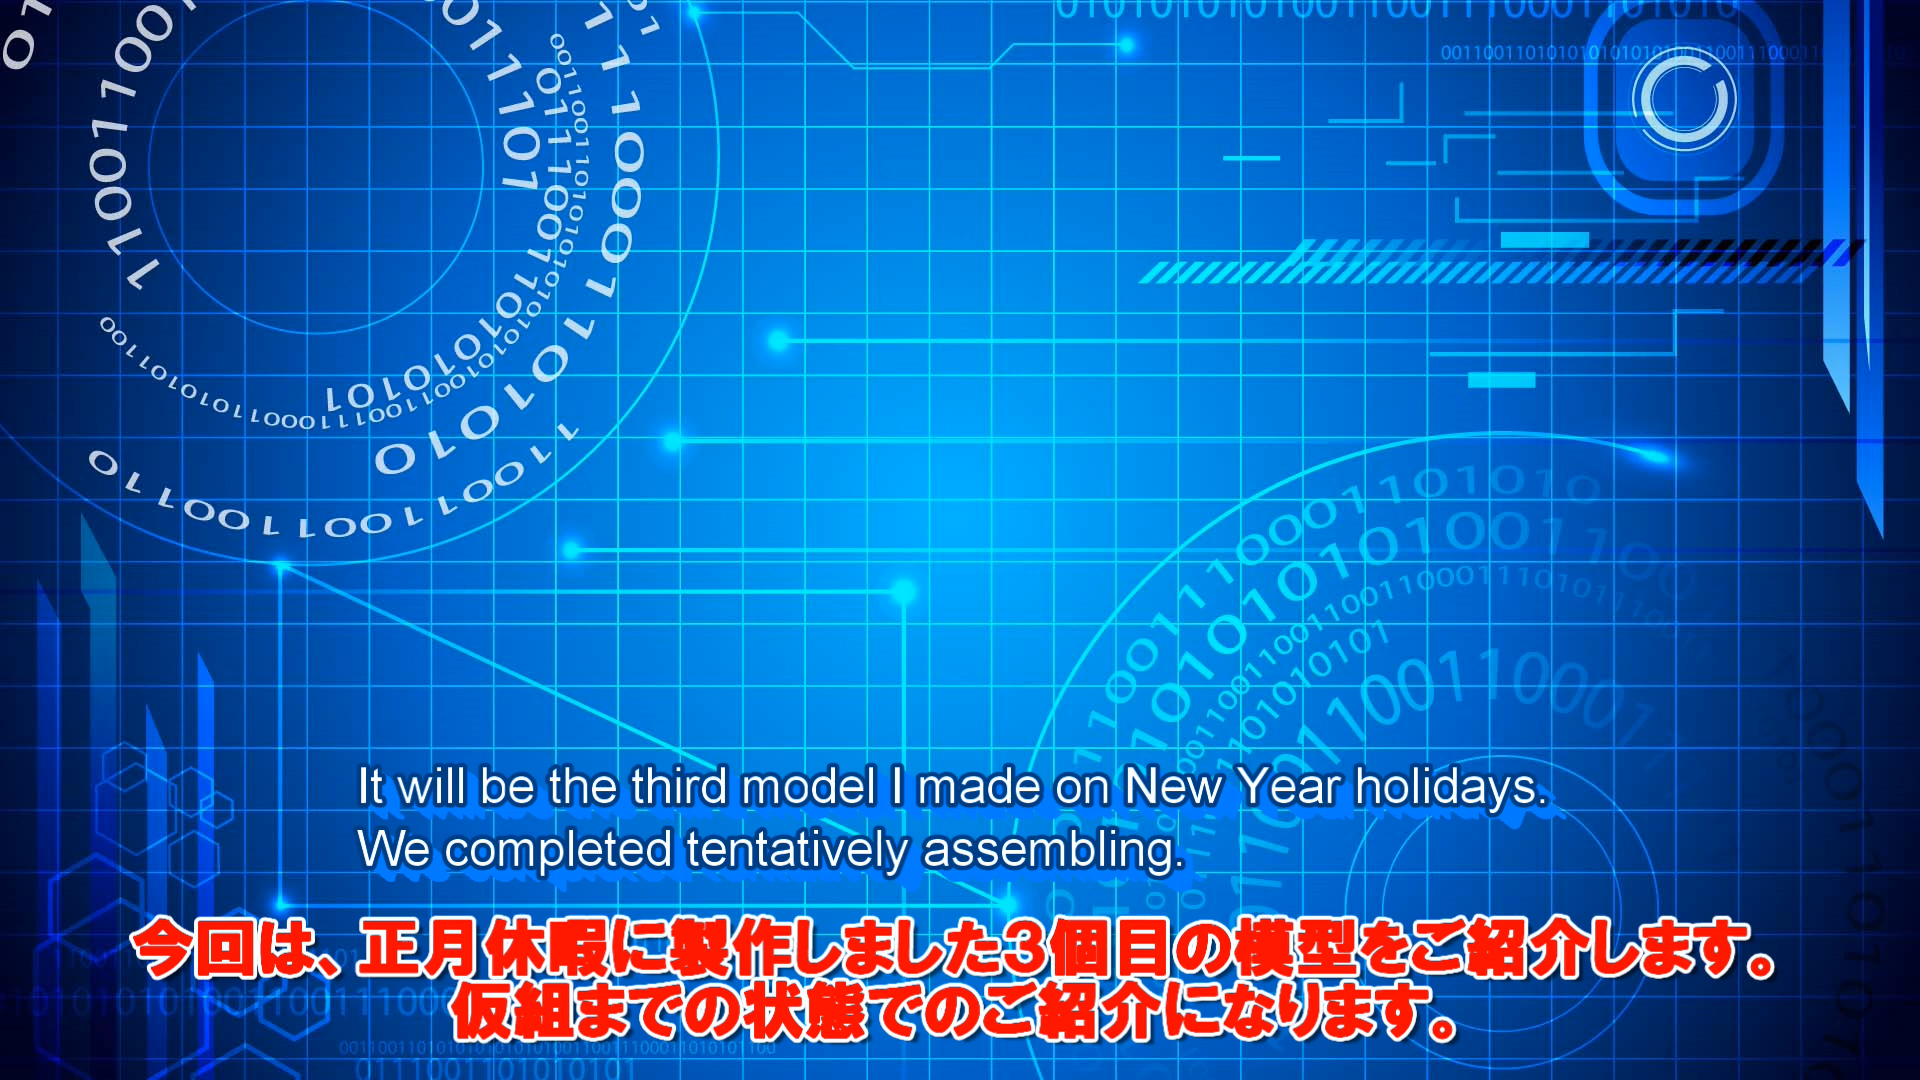 It will be the third model I made on New Year holidays.
We completed tentatively assembling.
今回は、正月休暇に製作しました3個目の模型をご紹介します。
仮組までの状態でのご紹介になります。